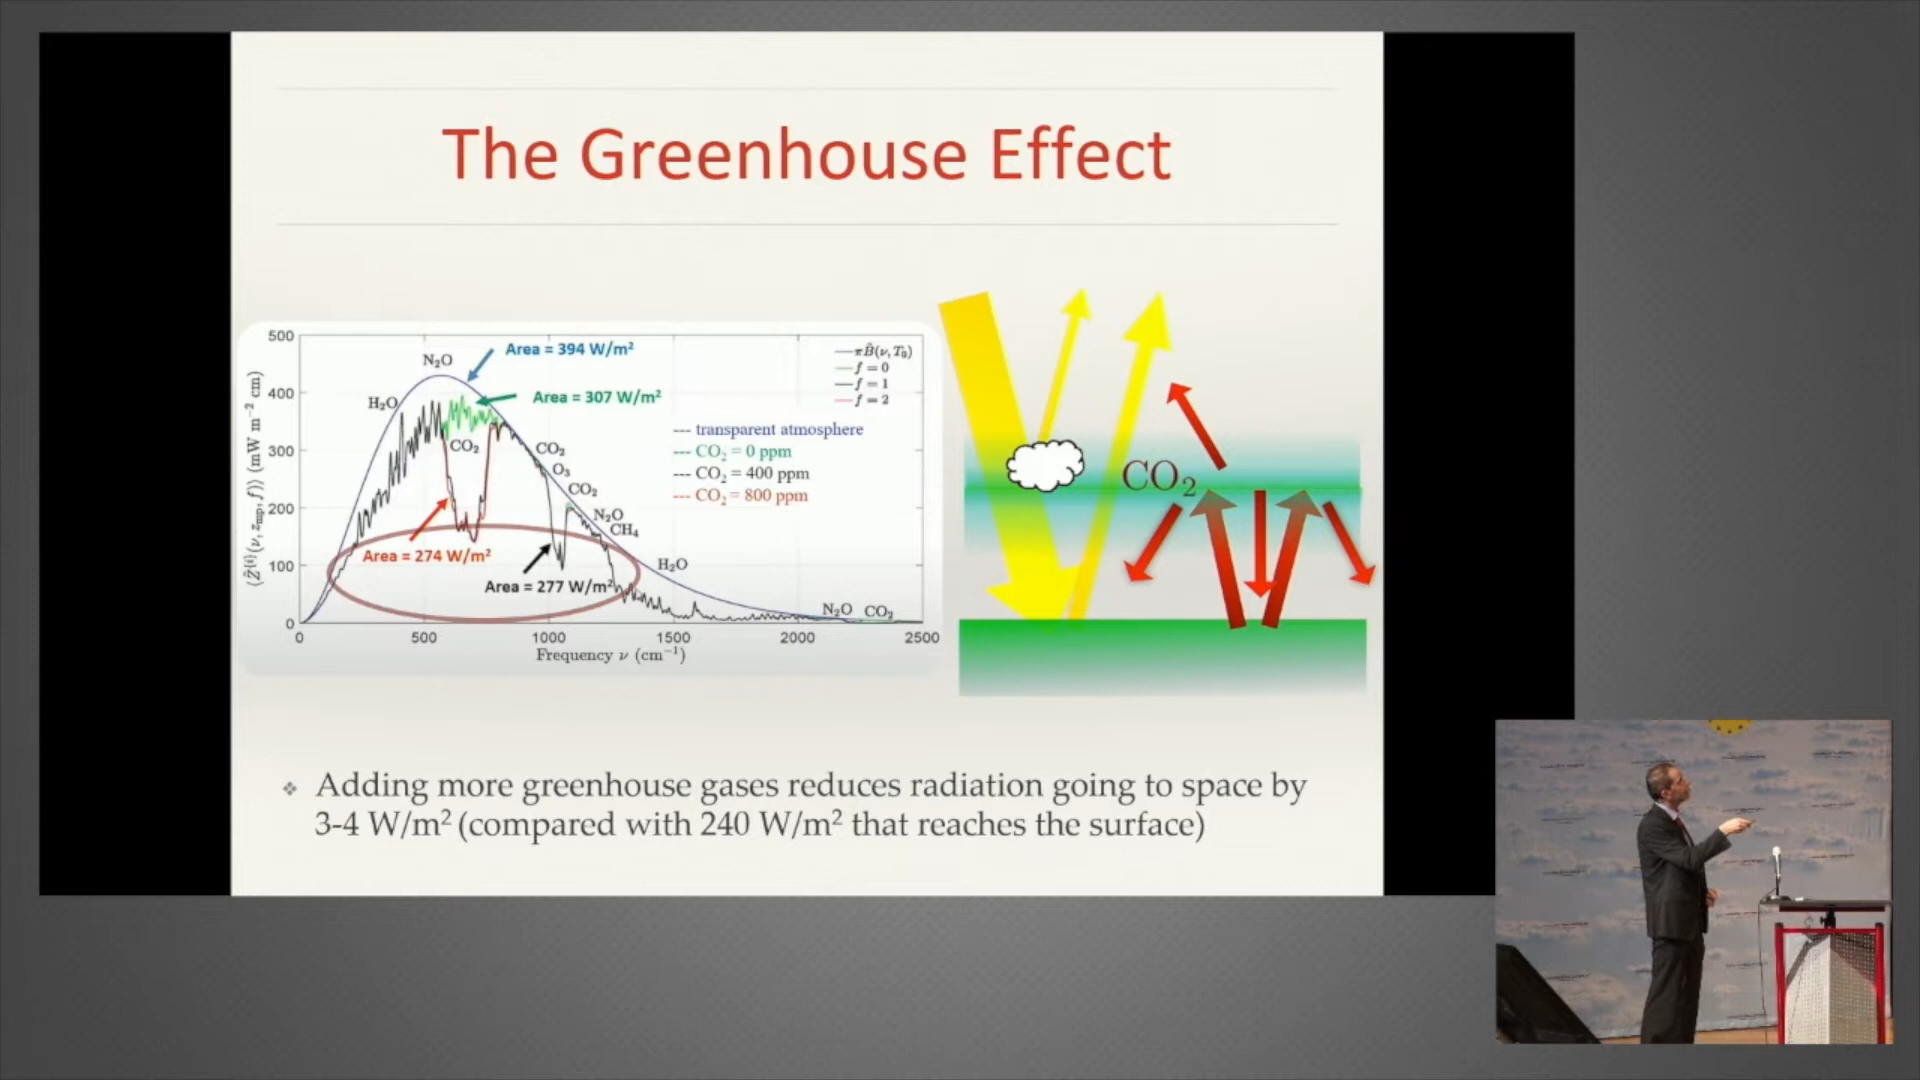 The Greenhouse Effect
500
400
300
200
100
0
0
500
1000
1500
2000
2500
Frequency ν (cm⁻¹)
N₂O
H₂O
CO₂
CO₂
O₃
CO₂
N₂O
CH₄
H₂O
N₂O
CO₂
Area = 394 W/m²
Area = 307 W/m²
Area = 274 W/m²
Area = 277 W/m²
f = 0
f = 1
f = 2
--- transparent atmosphere
--- CO₂ = 0 ppm
--- CO₂ = 400 ppm
--- CO₂ = 800 ppm
CO₂
❖ Adding more greenhouse gases reduces radiation going to space by
3-4 W/m² (compared with 240 W/m² that reaches the surface)